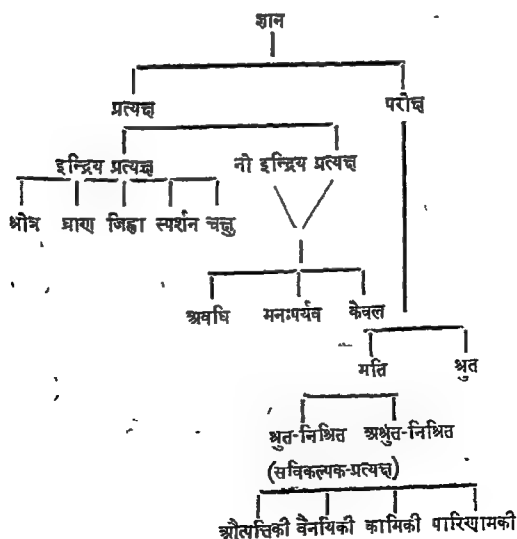 ज्ञान
प्रत्यक्ष परोक्ष
इन्द्रिय प्रत्यक्ष नो इन्द्रिय प्रत्यक्ष
श्रोत्र घ्राण जिह्वा स्पर्शन चक्षु
अवधि मनःपर्यव केवल
मति श्रुत
श्रुत-निश्रित अश्रुत-निश्रित
(सविकल्पक-प्रत्यक्ष)
औत्पत्तिकी वैनयिकी कामिकी पारिणामकी